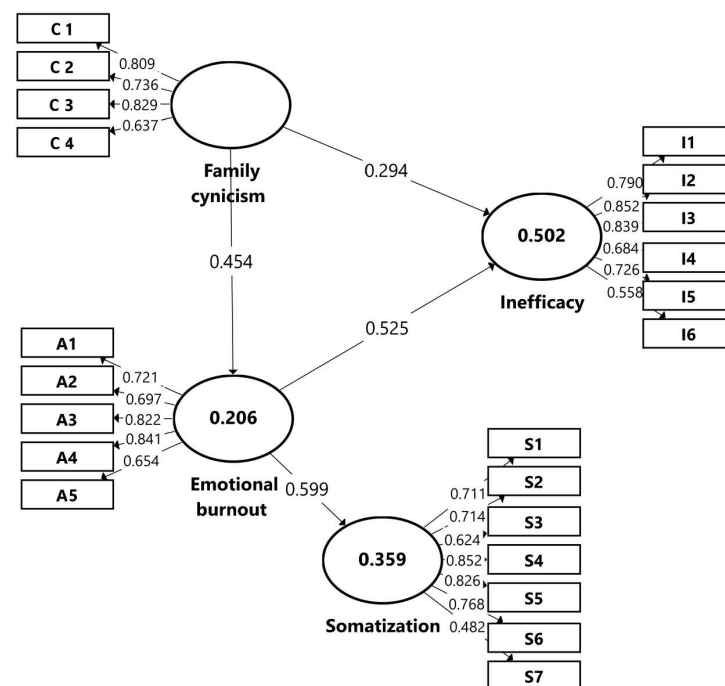 C 1
C 2
C 3
C 4
0.809
0.736
0.829
0.637
Family
cynicism
0.294
0.454
0.502
Inefficacy
0.790
0.852
0.839
0.684
0.726
0.558
I1
I2
I3
I4
I5
I6
0.525
A1
A2
A3
A4
A5
0.721
0.697
0.822
0.841
0.654
0.206
Emotional
burnout
0.599
0.359
Somatization
0.711
0.714
0.624
0.852
0.826
0.768
0.482
S1
S2
S3
S4
S5
S6
S7